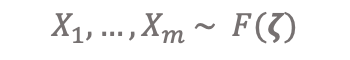 X₁, …, Xₘ ~ F(ζ)